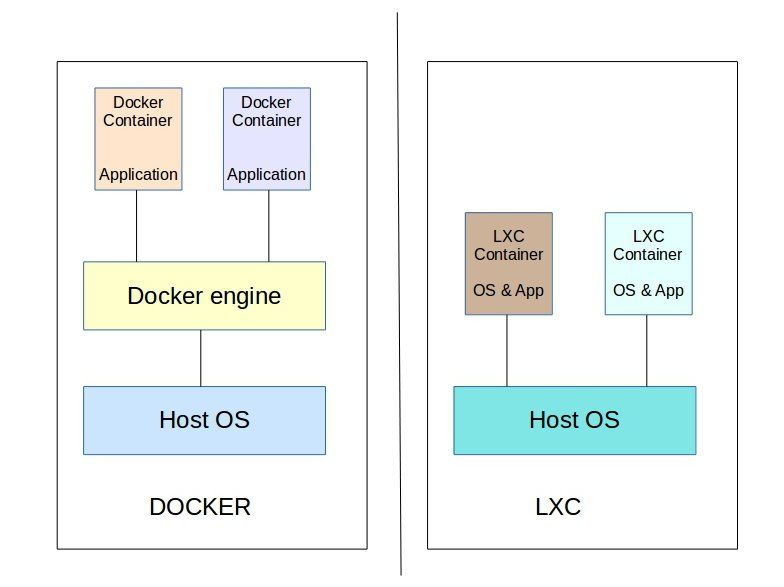 Docker
Container
Application
Docker
Container
Application
Docker engine
Host OS
DOCKER
LXC
Container
OS & App
LXC
Container
OS & App
Host OS
LXC